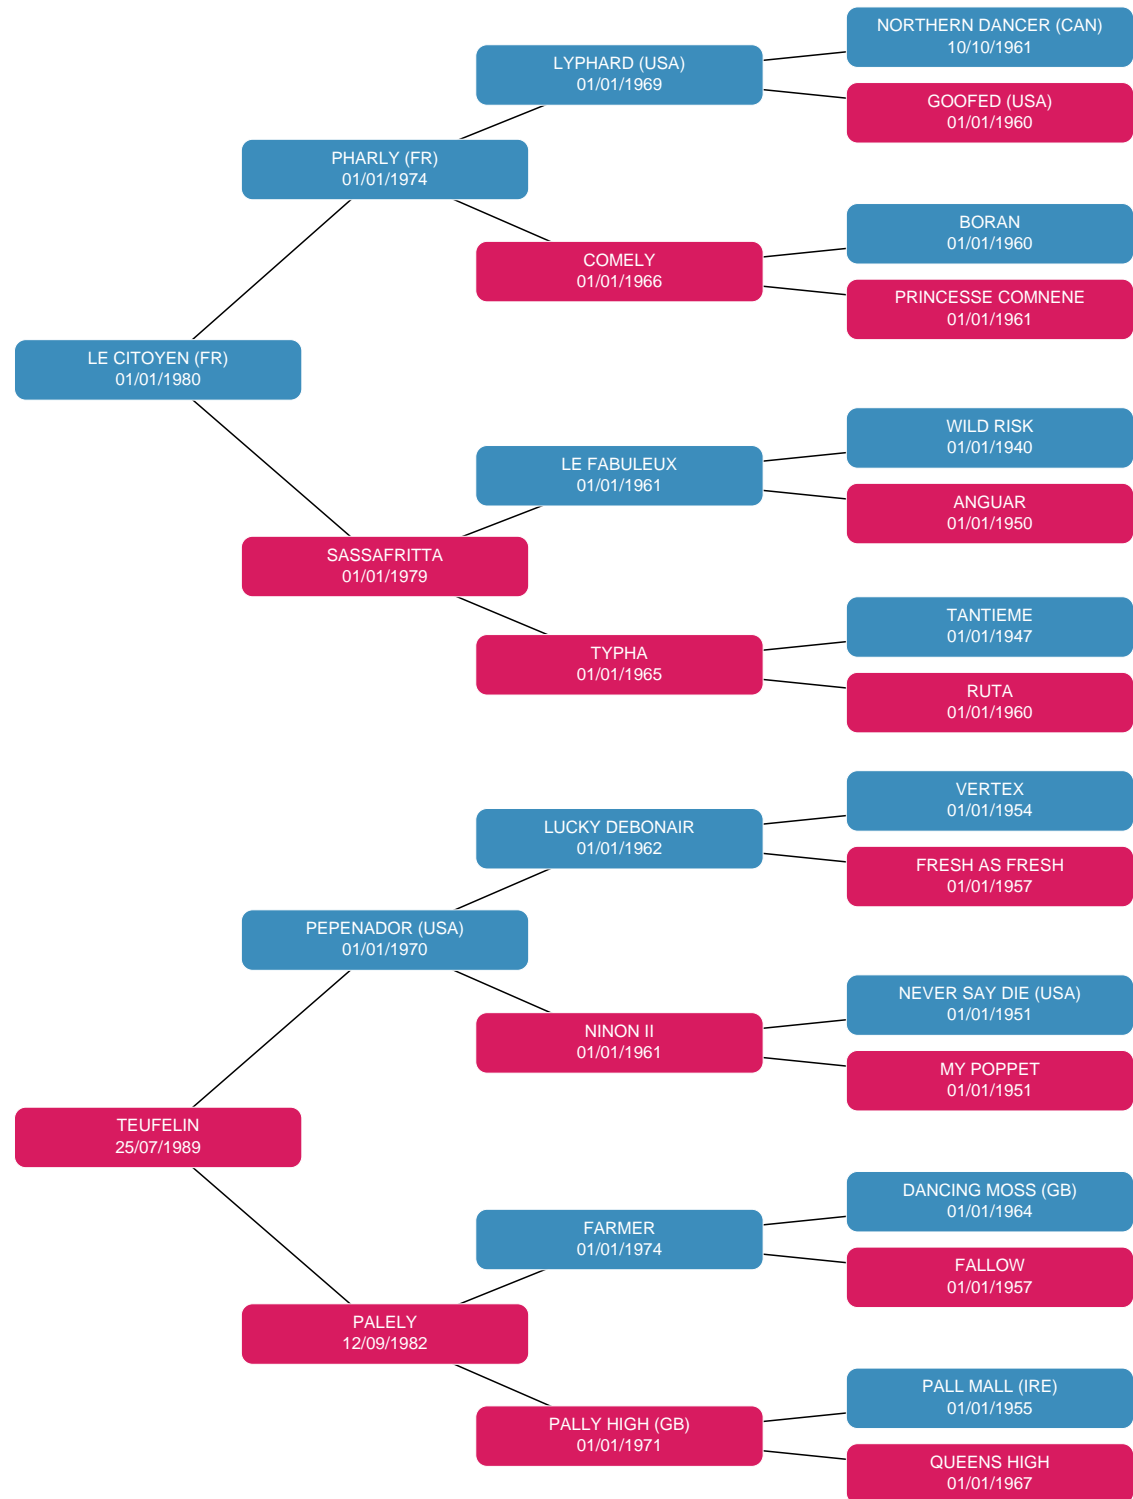 NORTHERN DANCER (CAN)
10/10/1961
LYPHARD (USA)
01/01/1969
GOOFED (USA)
01/01/1960
PHARLY (FR)
01/01/1974
BORAN
01/01/1960
COMELY
01/01/1966
PRINCESSE COMNENE
01/01/1961
LE CITOYEN (FR)
01/01/1980
WILD RISK
01/01/1940
LE FABULEUX
01/01/1961
ANGUAR
01/01/1950
SASSAFRITTA
01/01/1979
TANTIEME
01/01/1947
TYPHA
01/01/1965
RUTA
01/01/1960
VERTEX
01/01/1954
LUCKY DEBONAIR
01/01/1962
FRESH AS FRESH
01/01/1957
PEPENADOR (USA)
01/01/1970
NEVER SAY DIE (USA)
01/01/1951
NINON II
01/01/1961
MY POPPET
01/01/1951
TEUFELIN
25/07/1989
DANCING MOSS (GB)
01/01/1964
FARMER
01/01/1974
FALLOW
01/01/1957
PALELY
12/09/1982
PALL MALL (IRE)
01/01/1955
PALLY HIGH (GB)
01/01/1971
QUEENS HIGH
01/01/1967